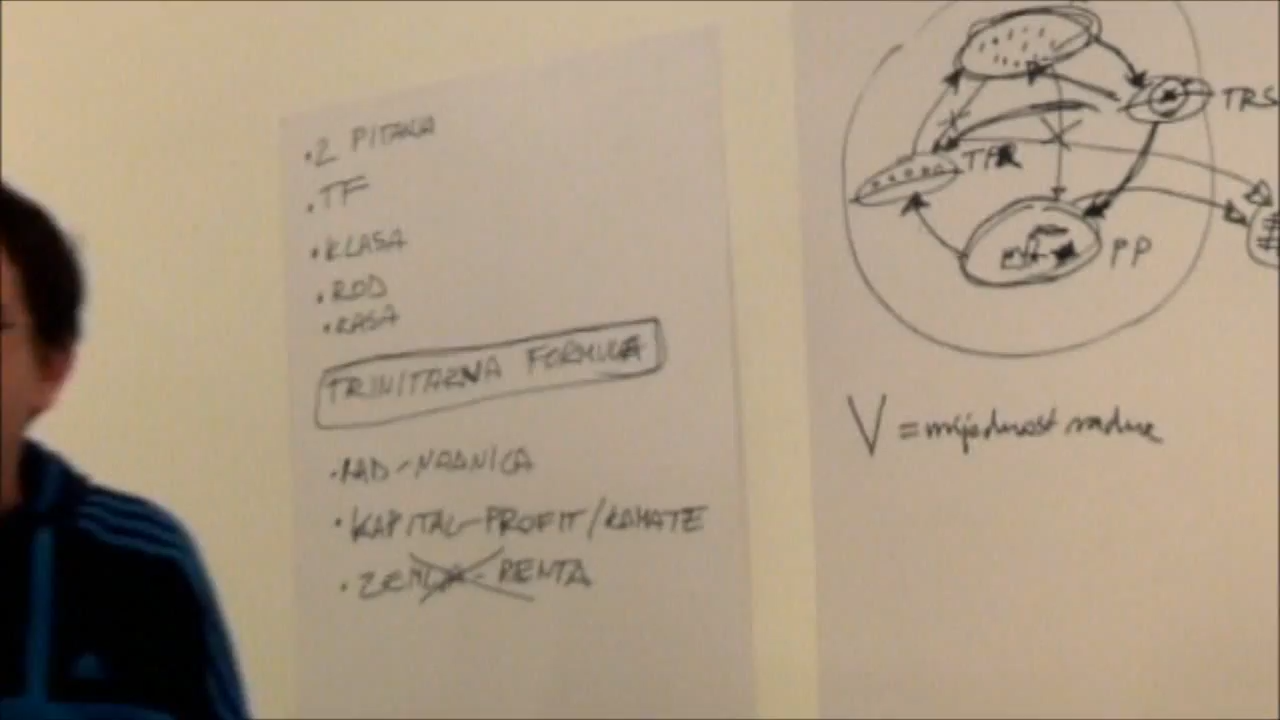 • 2 PITANJA
• TF
• KLASA
• ROD
• RASA
TRINITARNA FORMULA
• RAD - NADNICA
• KAPITAL - PROFIT / KAMATE
• ZEMLJA - RENTA
TRS
TPR
PP
V = vrijednost radne